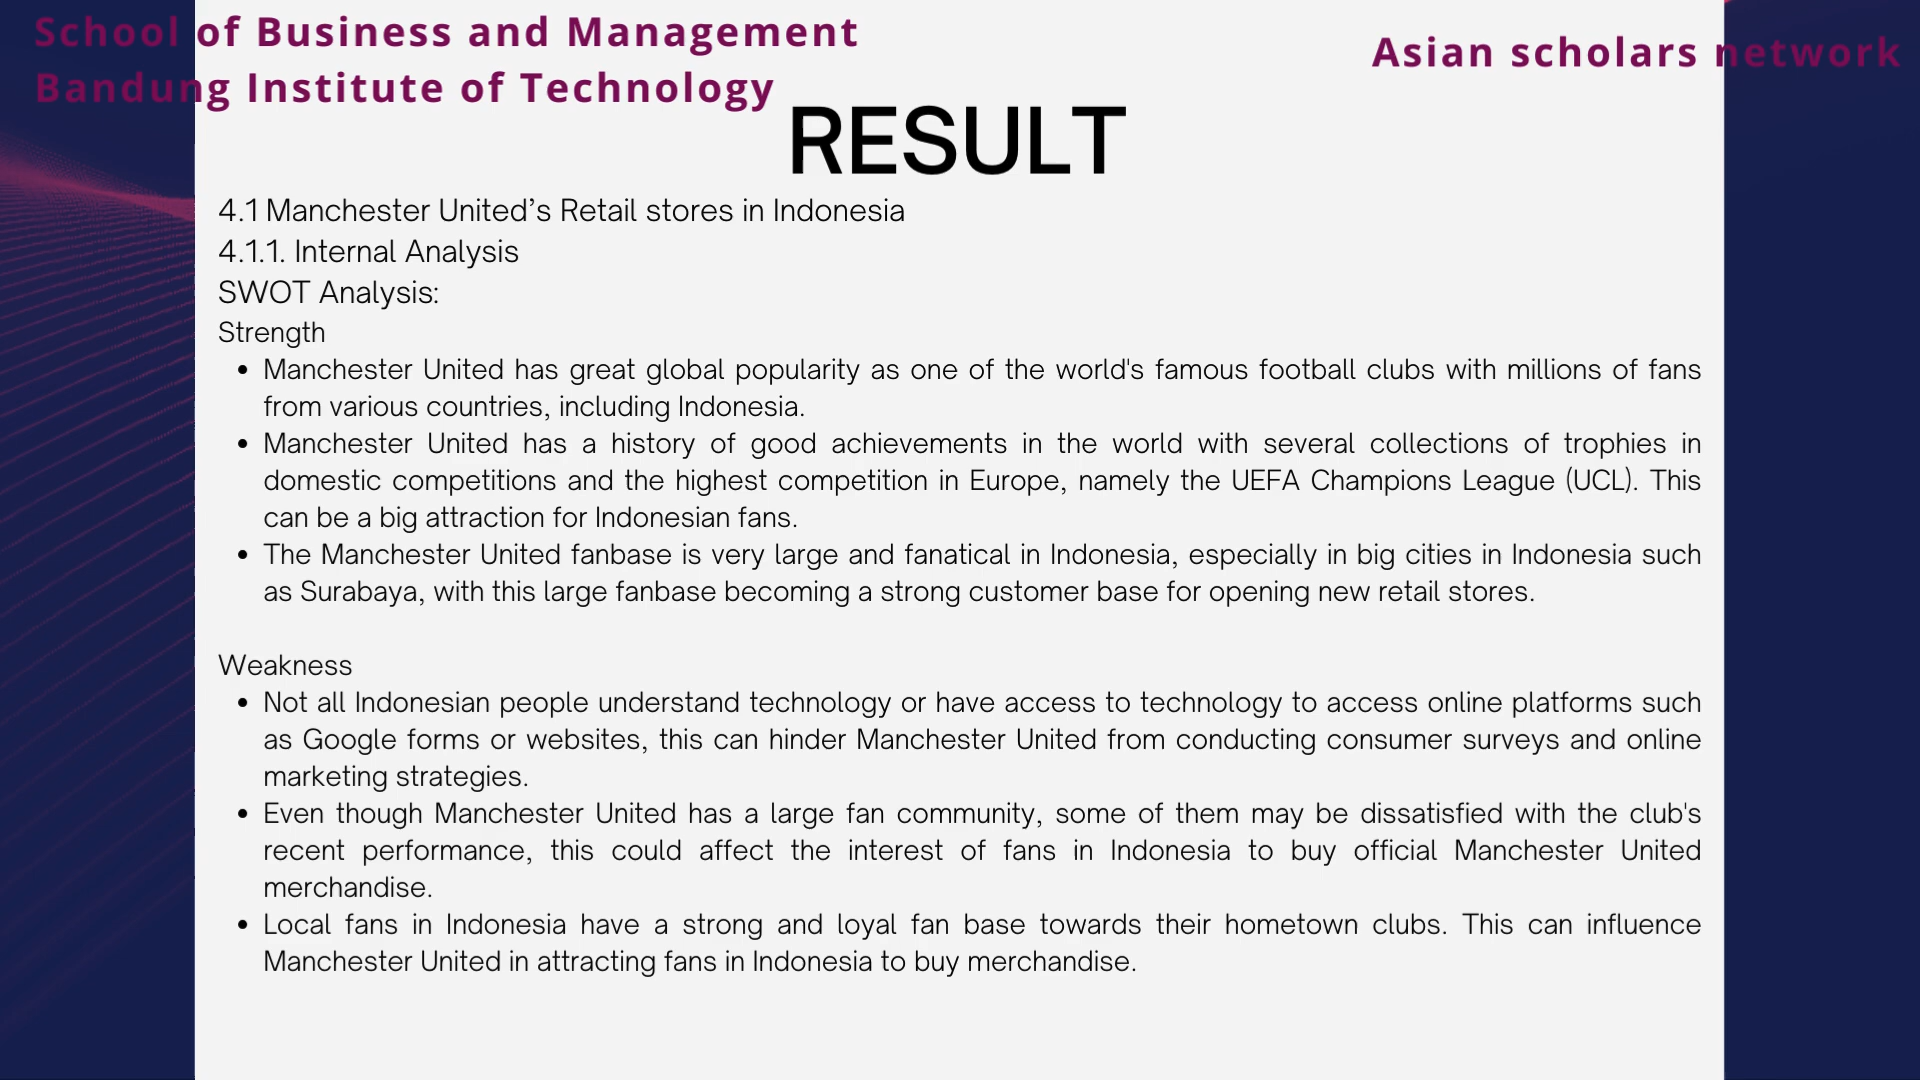 School of Business and Management
Bandung Institute of Technology
Asian scholars network
RESULT
4.1 Manchester United’s Retail stores in Indonesia
4.1.1. Internal Analysis
SWOT Analysis:
Strength
• Manchester United has great global popularity as one of the world's famous football clubs with millions of fans
from various countries, including Indonesia.
• Manchester United has a history of good achievements in the world with several collections of trophies in
domestic competitions and the highest competition in Europe, namely the UEFA Champions League (UCL). This
can be a big attraction for Indonesian fans.
• The Manchester United fanbase is very large and fanatical in Indonesia, especially in big cities in Indonesia such
as Surabaya, with this large fanbase becoming a strong customer base for opening new retail stores.
Weakness
• Not all Indonesian people understand technology or have access to technology to access online platforms such
as Google forms or websites, this can hinder Manchester United from conducting consumer surveys and online
marketing strategies.
• Even though Manchester United has a large fan community, some of them may be dissatisfied with the club's
recent performance, this could affect the interest of fans in Indonesia to buy official Manchester United
merchandise.
• Local fans in Indonesia have a strong and loyal fan base towards their hometown clubs. This can influence
Manchester United in attracting fans in Indonesia to buy merchandise.